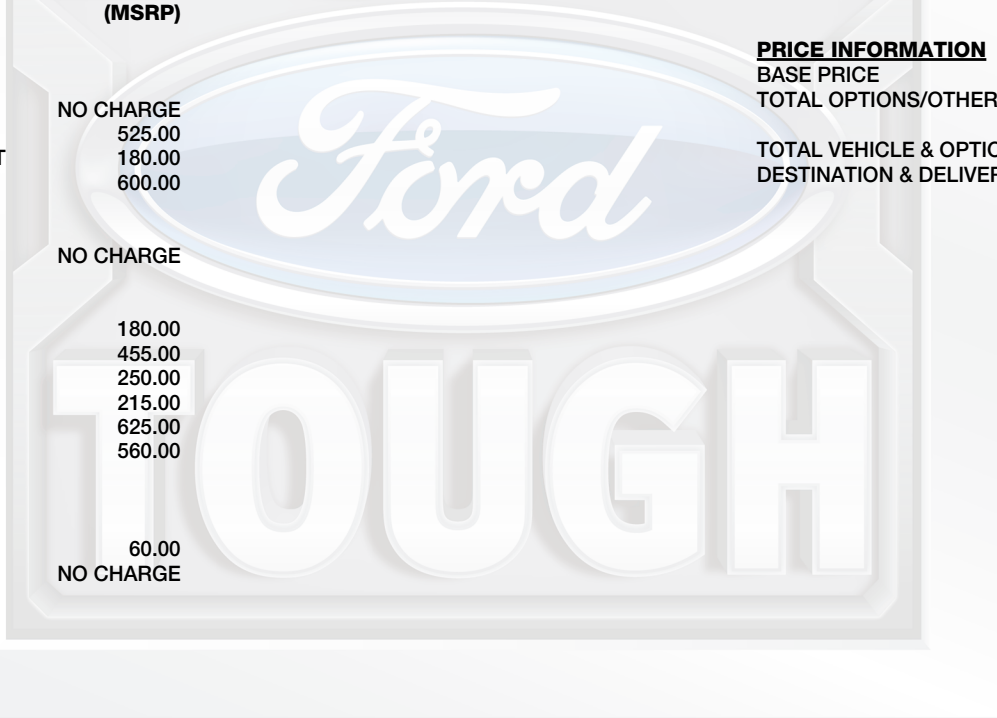 (MSRP)
NO CHARGE
525.00
T 180.00
600.00
NO CHARGE
180.00
455.00
250.00
215.00
625.00
560.00
60.00
NO CHARGE
PRICE INFORMATION
BASE PRICE
TOTAL OPTIONS/OTHER
TOTAL VEHICLE & OPTIO
DESTINATION & DELIVER
Ford
TOUGH